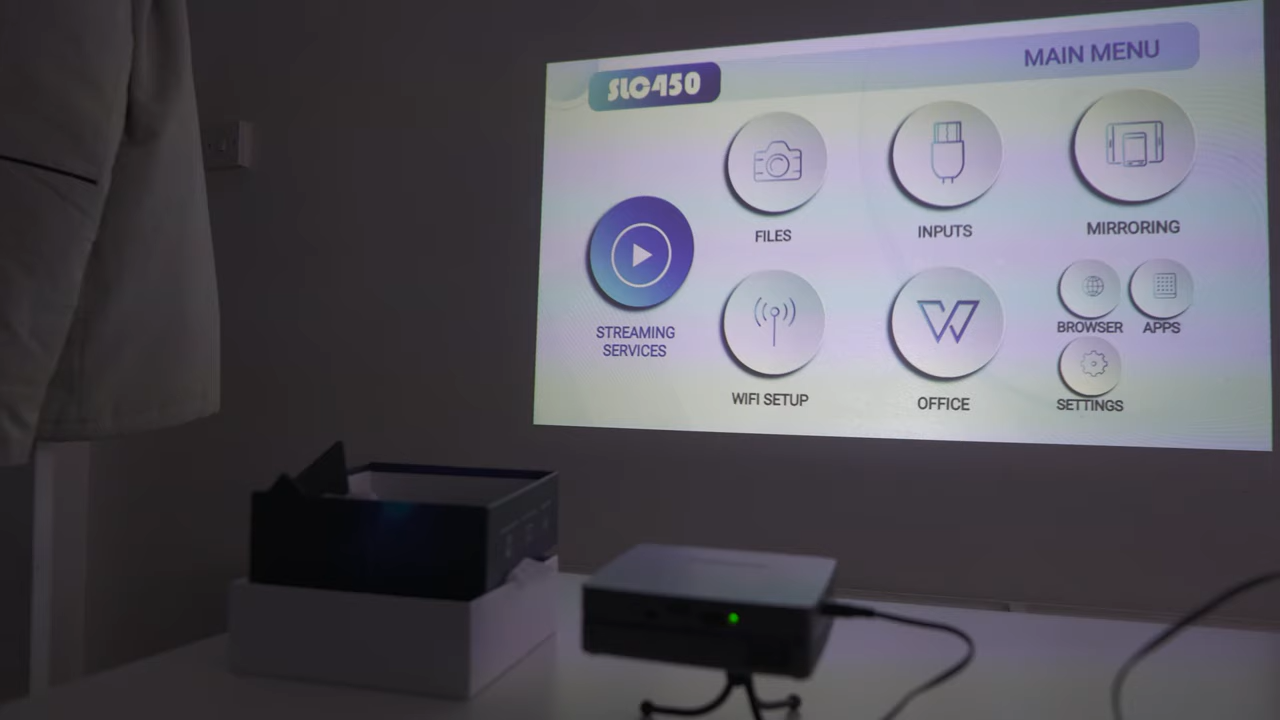 SLC450
MAIN MENU
FILES
INPUTS
MIRRORING
STREAMING
SERVICES
BROWSER
APPS
WIFI SETUP
OFFICE
SETTINGS